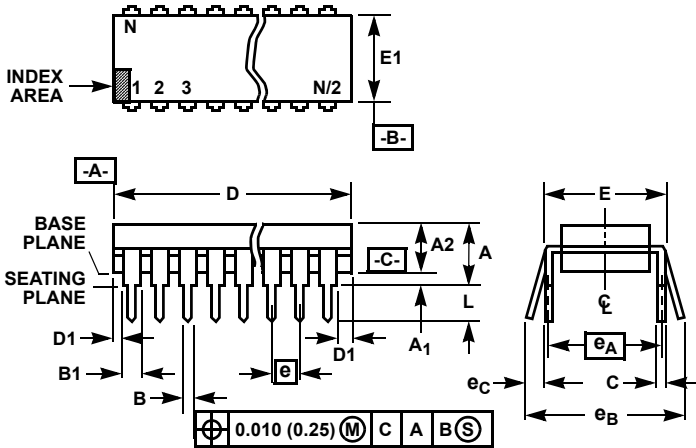 N
E1
INDEX
AREA
1 2 3 N/2
-B-
-A-
D
E
BASE
PLANE
A2
A
-C-
SEATING
PLANE
L
℄
D1
A1
D1
eA
B1
e
eC
C
B
eB
⌖ 0.010 (0.25) Ⓜ C A B Ⓢ